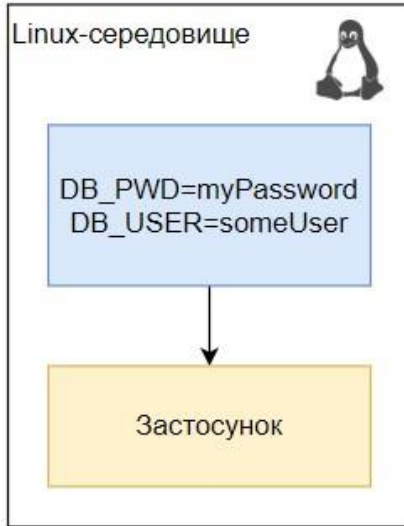 Linux-середовище
DB_PWD=myPassword
DB_USER=someUser
Застосунок